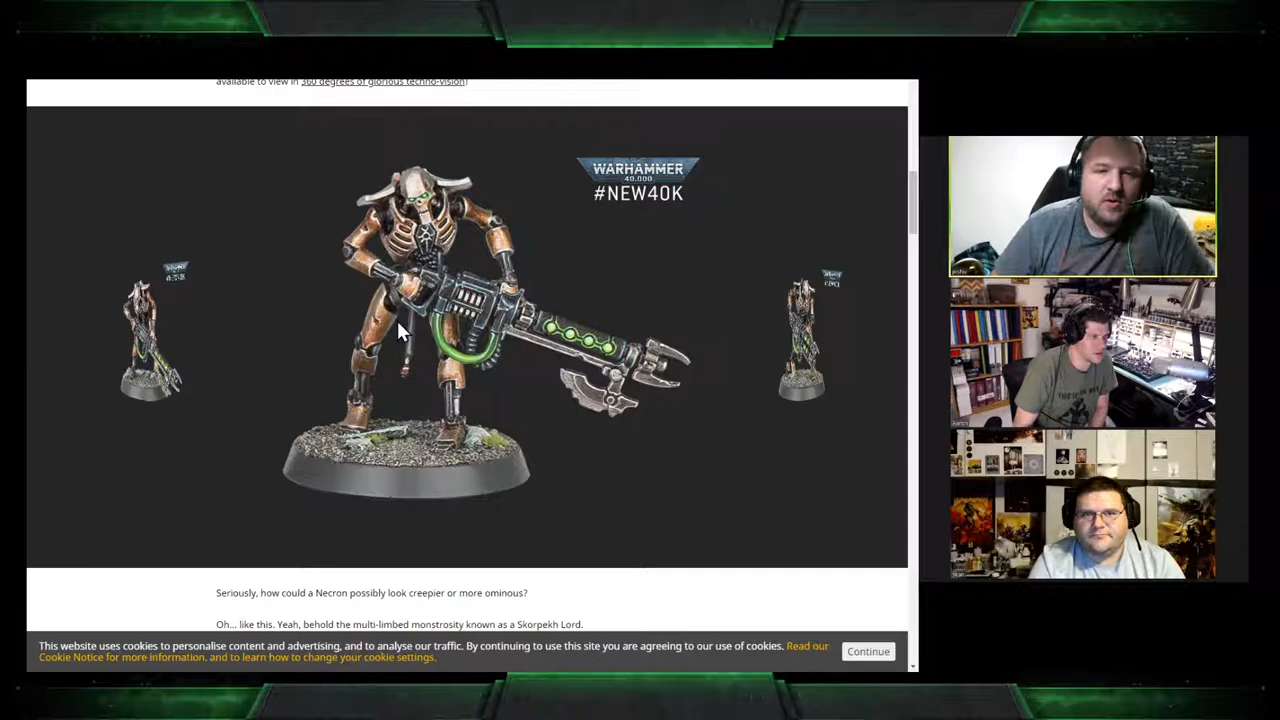 available to view in 360 degrees of glorious techno-vision!
WARHAMMER
40,000
#NEW40K
Seriously, how could a Necron possibly look creepier or more ominous?
Oh... like this. Yeah, behold the multi-limbed monstrosity known as a Skorpekh Lord.
This website uses cookies to personalise content and advertising, and to analyse our traffic. By continuing to use this site you are agreeing to our use of cookies. Read our
Cookie Notice for more information, and to learn how to change your cookie settings.
Continue
Aaron
Sean